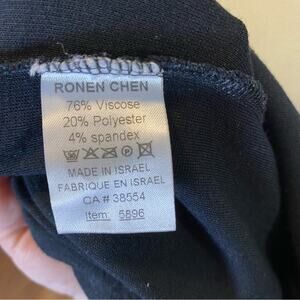 RONEN CHEN
76% Viscose
20% Polyester
4% spandex
MADE IN ISRAEL
FABRIQUE EN ISRAEL
CA # 38554
Item: 5896